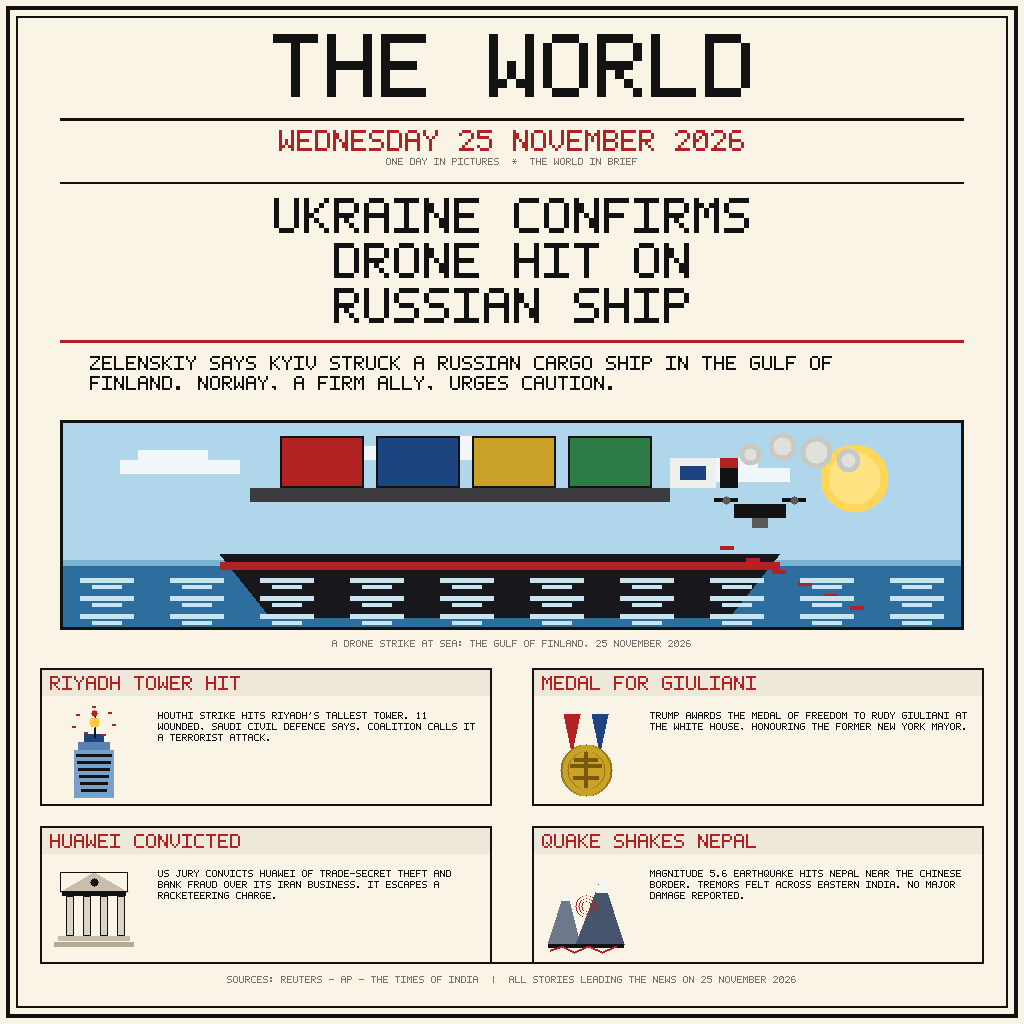 THE WORLD
WEDNESDAY 25 NOVEMBER 2026
ONE DAY IN PICTURES * THE WORLD IN BRIEF
UKRAINE CONFIRMS
DRONE HIT ON
RUSSIAN SHIP
ZELENSKIY SAYS KYIV STRUCK A RUSSIAN CARGO SHIP IN THE GULF OF
FINLAND. NORWAY, A FIRM ALLY, URGES CAUTION.
A DRONE STRIKE AT SEA: THE GULF OF FINLAND, 25 NOVEMBER 2026
RIYADH TOWER HIT
HOUTHI STRIKE HITS RIYADH'S TALLEST TOWER. 11
WOUNDED, SAUDI CIVIL DEFENCE SAYS. COALITION CALLS IT
A TERRORIST ATTACK.
MEDAL FOR GIULIANI
TRUMP AWARDS THE MEDAL OF FREEDOM TO RUDY GIULIANI AT
THE WHITE HOUSE, HONOURING THE FORMER NEW YORK MAYOR.
HUAWEI CONVICTED
US JURY CONVICTS HUAWEI OF TRADE-SECRET THEFT AND
BANK FRAUD OVER ITS IRAN BUSINESS. IT ESCAPES A
RACKETEERING CHARGE.
QUAKE SHAKES NEPAL
MAGNITUDE 5.6 EARTHQUAKE HITS NEPAL NEAR THE CHINESE
BORDER. TREMORS FELT ACROSS EASTERN INDIA. NO MAJOR
DAMAGE REPORTED.
SOURCES: REUTERS - AP - THE TIMES OF INDIA | ALL STORIES LEADING THE NEWS ON 25 NOVEMBER 2026